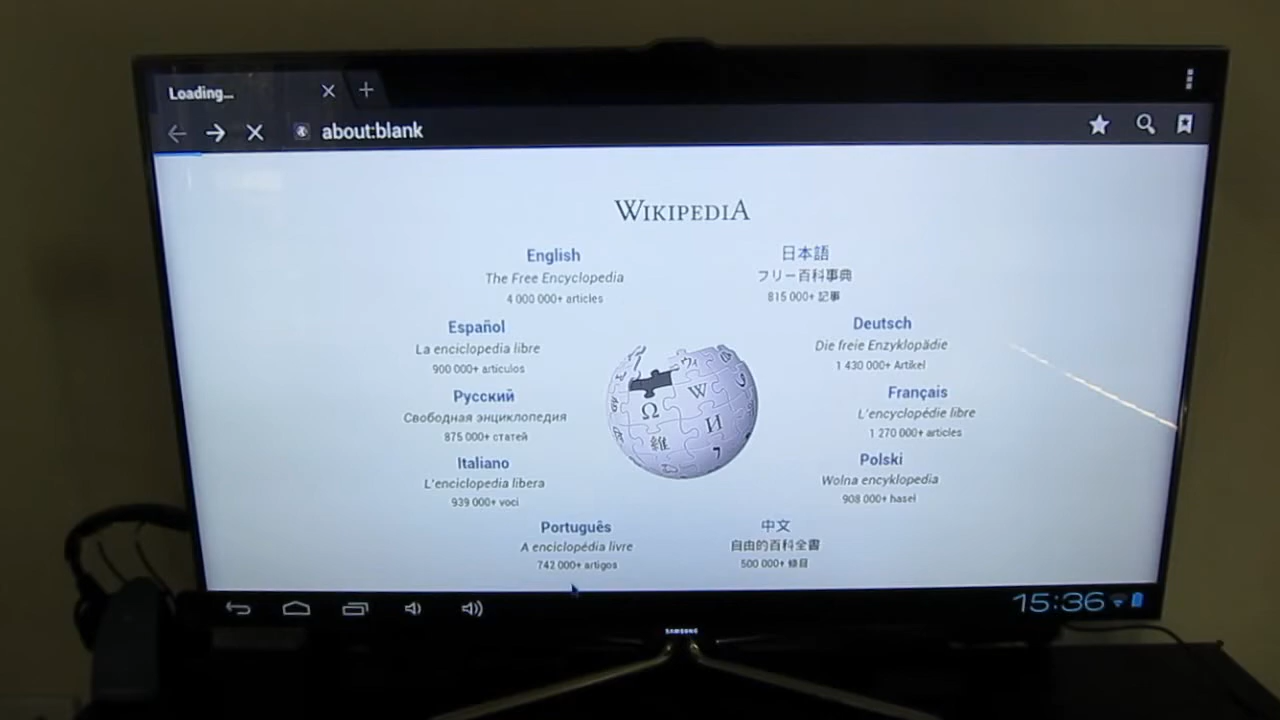 Loading...
about:blank
WIKIPEDIA
English
The Free Encyclopedia
4 000 000+ articles
日本語
フリー百科事典
815 000+ 記事
Español
La enciclopedia libre
900 000+ artículos
Deutsch
Die freie Enzyklopädie
1 430 000+ Artikel
Русский
Свободная энциклопедия
875 000+ статей
Français
L'encyclopédie libre
1 270 000+ articles
Italiano
L'enciclopedia libera
939 000+ voci
Polski
Wolna encyklopedia
908 000+ haseł
Português
A enciclopédia livre
742 000+ artigos
中文
自由的百科全書
500 000+ 條目
Ω
W
И
維
15:36
SAMSUNG